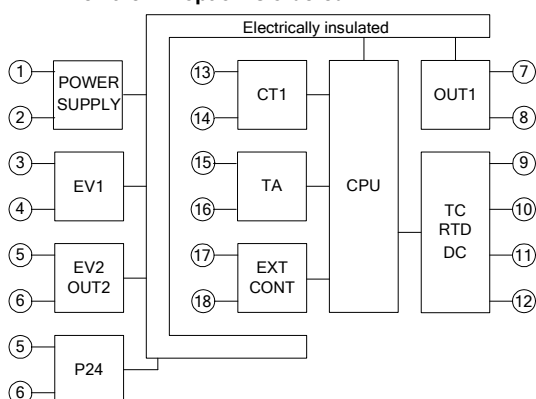 Electrically insulated
1
POWER
SUPPLY
2
13
CT1
14
OUT1
7
8
3
EV1
4
15
TA
16
CPU
TC
RTD
DC
9
10
11
12
5
EV2
OUT2
6
17
EXT
CONT
18
5
P24
6